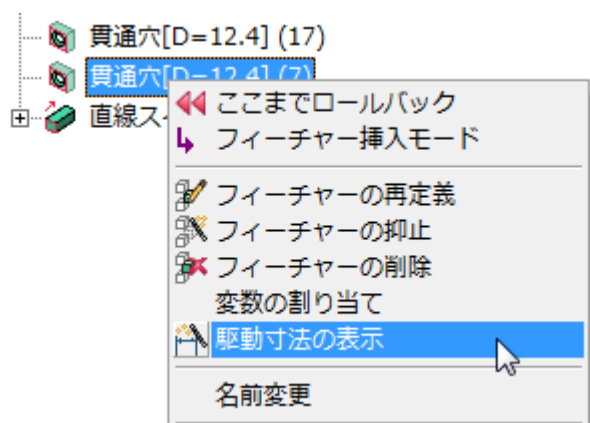 貫通穴[D=12.4] (17)
貫通穴[D=12.4] (7)
直線ス
ここまでロールバック
フィーチャー挿入モード
フィーチャーの再定義
フィーチャーの抑止
フィーチャーの削除
変数の割り当て
駆動寸法の表示
名前変更